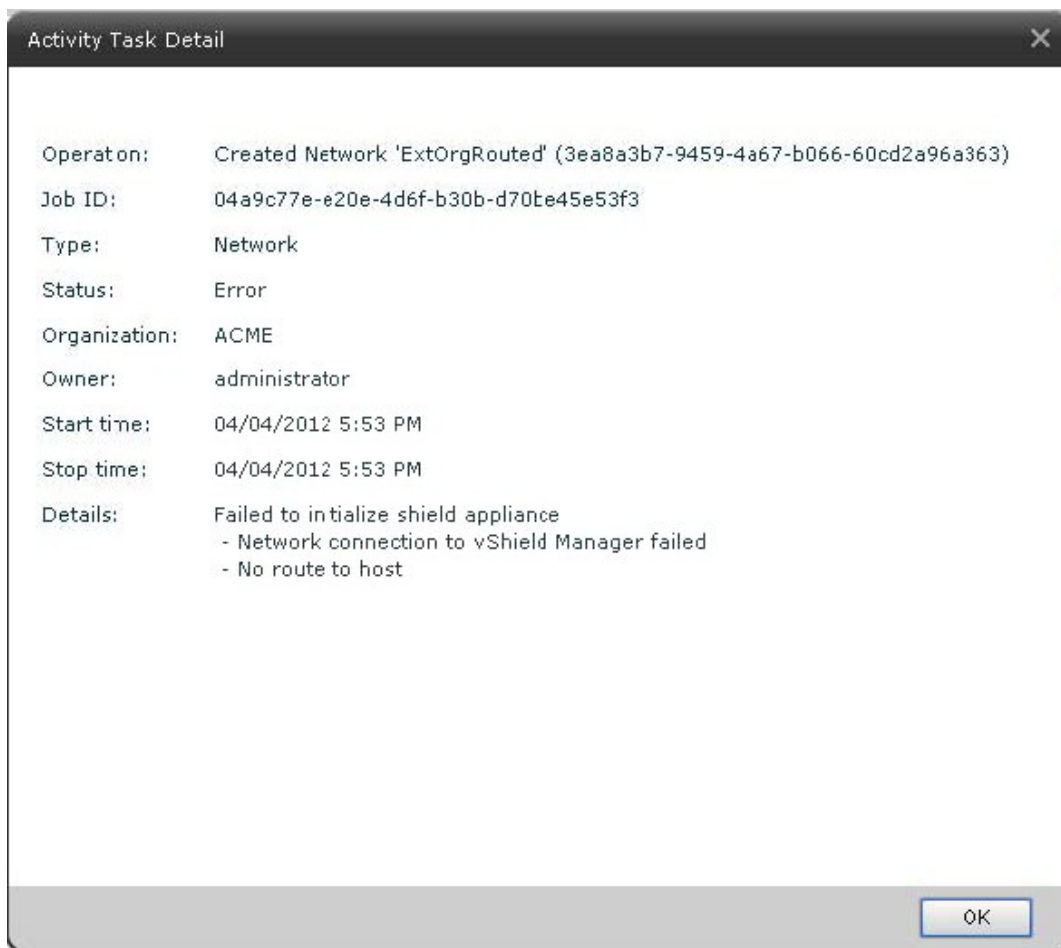 Activity Task Detail
Operation: Created Network 'ExtOrgRouted' (3ea8a3b7-9459-4a67-b066-60cd2a96a363)
Job ID: 04a9c77e-e20e-4d6f-b30b-d70be45e53f3
Type: Network
Status: Error
Organization: ACME
Owner: administrator
Start time: 04/04/2012 5:53 PM
Stop time: 04/04/2012 5:53 PM
Details: Failed to initialize shield appliance
- Network connection to vShield Manager failed
- No route to host
OK